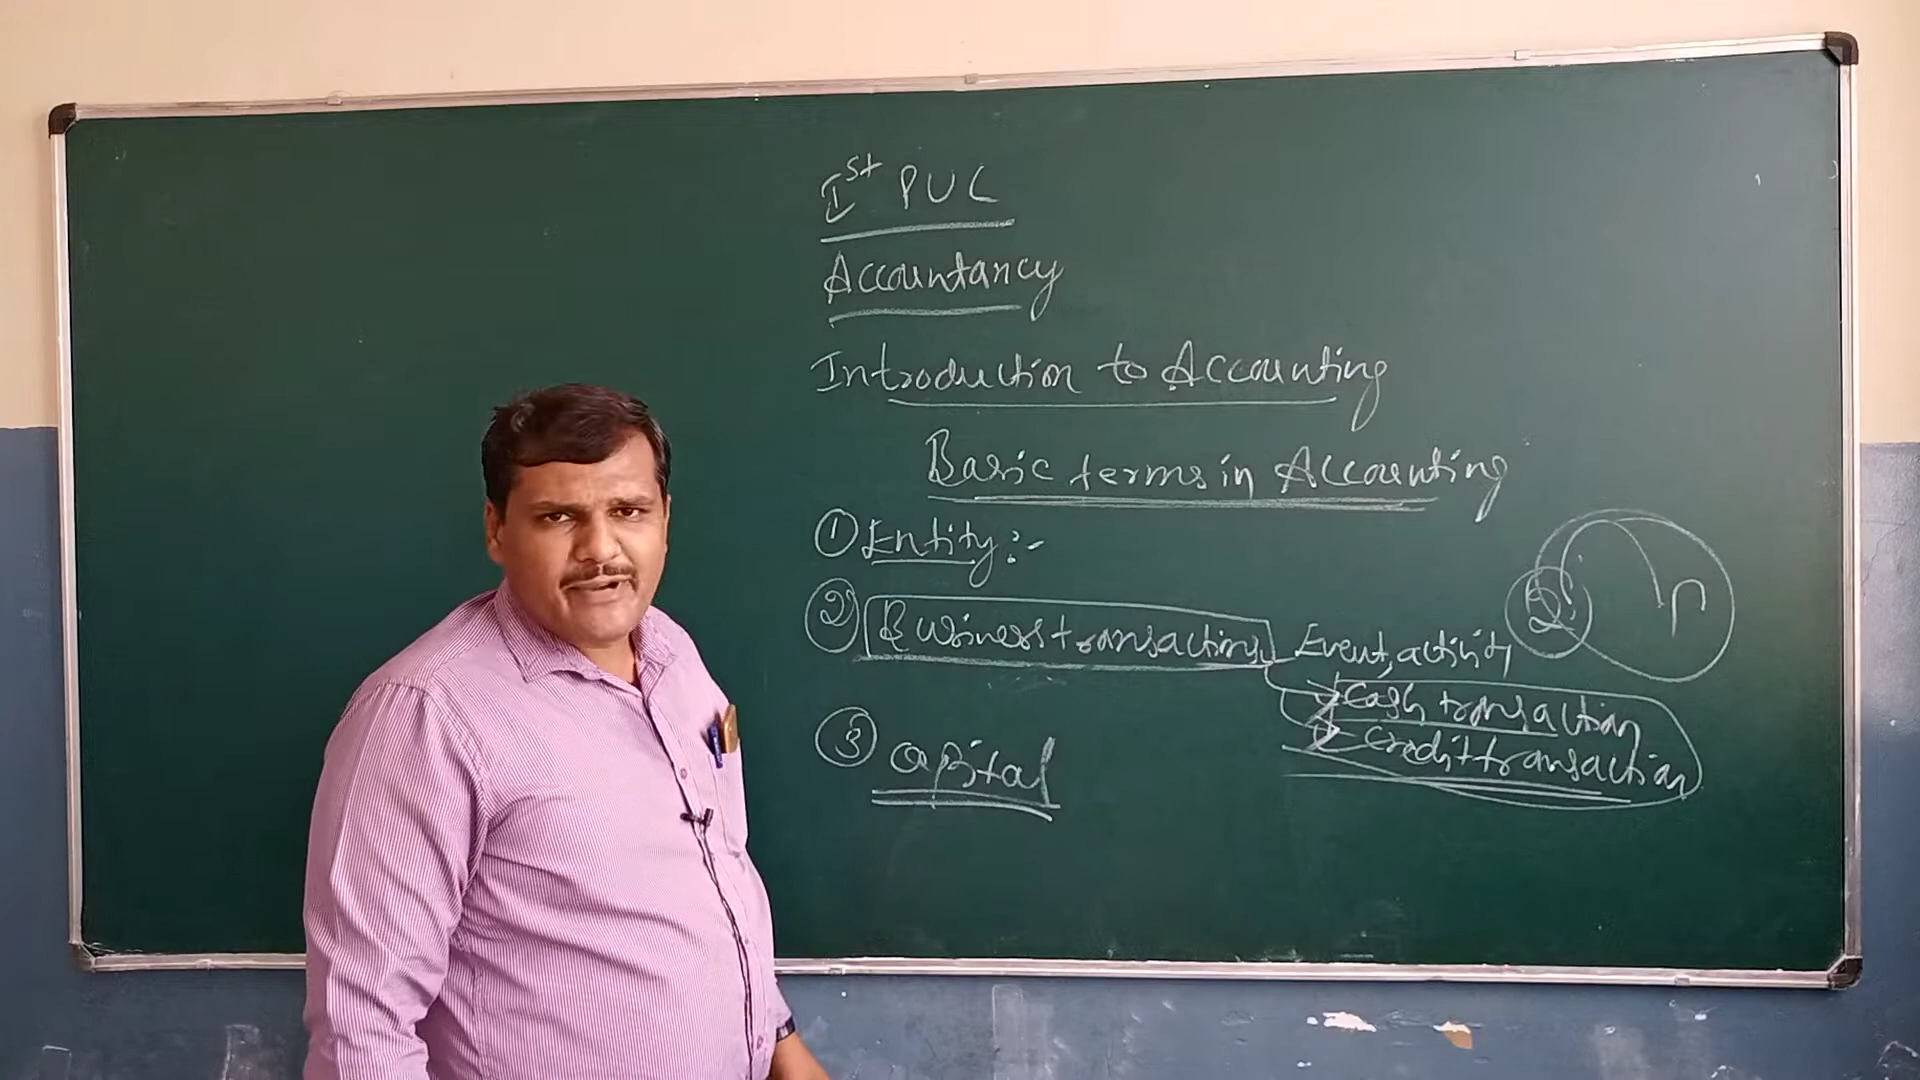 Ist PUC
Accountancy
Introduction to Accounting
Basic terms in Accounting
① Entity:-
② Business transactions Event, activity
Cash transaction
credit transaction
③ Capital